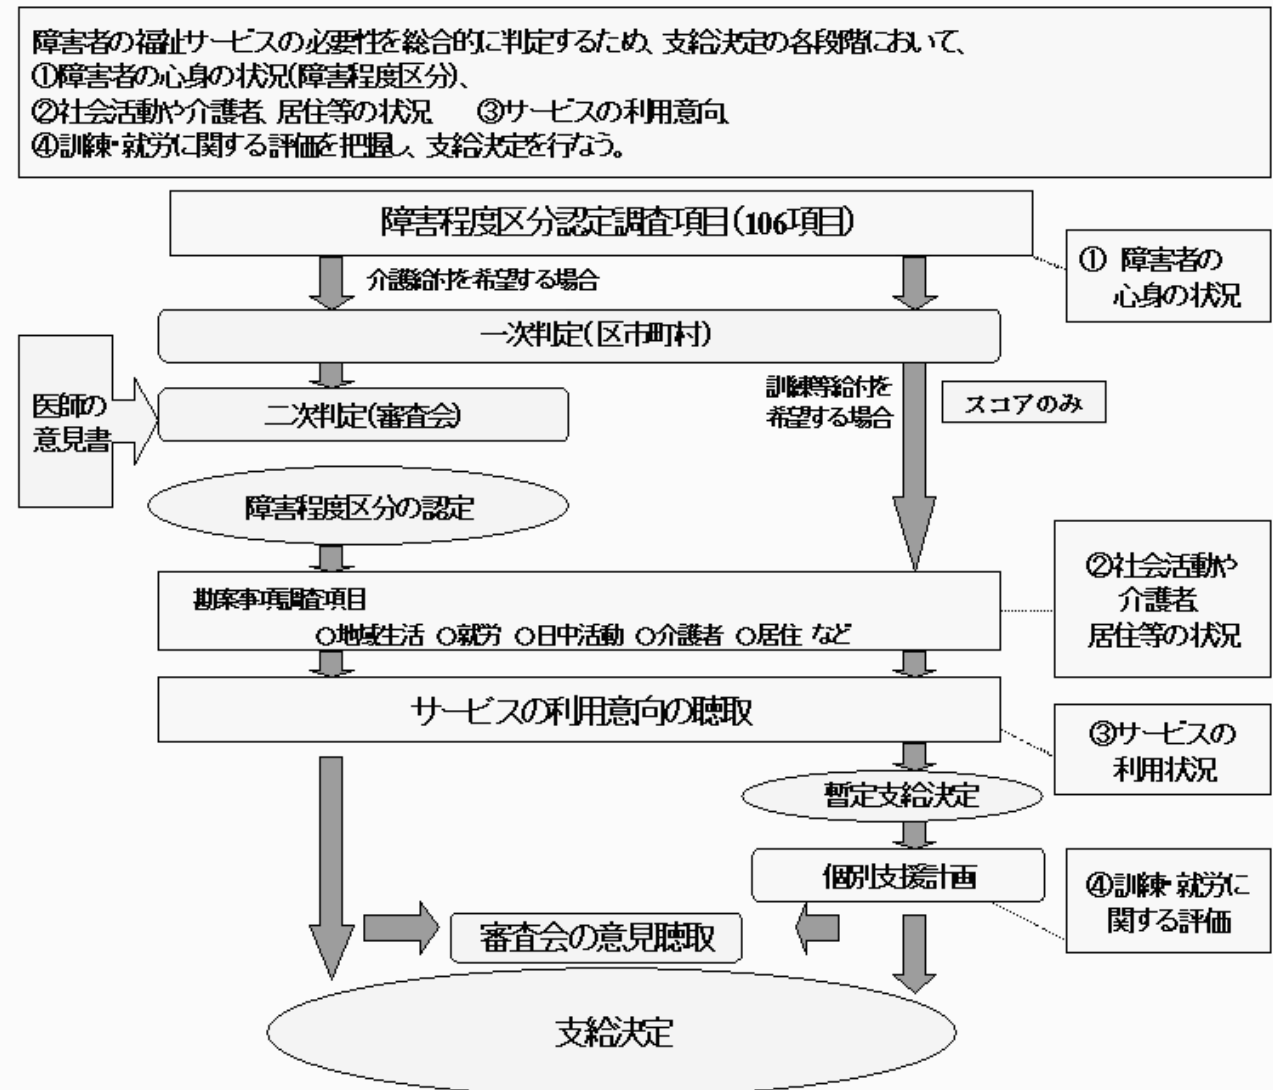 障害者の福祉サービスの必要性を総合的に判定するため、支給決定の各段階において、
①障害者の心身の状況(障害程度区分)、
②社会活動や介護者、居住等の状況　③サービスの利用意向、
④訓練・就労に関する評価を把握し、支給決定を行なう。
障害程度区分認定調査項目(106項目)
① 障害者の
心身の状況
介護給付を希望する場合
一次判定(区市町村)
医師の
意見書
二次判定(審査会)
訓練等給付を
希望する場合
スコアのみ
障害程度区分の認定
勘案事項調査項目
○地域生活 ○就労 ○日中活動 ○介護者 ○居住 など
②社会活動や
介護者、
居住等の状況
サービスの利用意向の聴取
③サービスの
利用状況
暫定支給決定
個別支援計画
④訓練・就労に
関する評価
審査会の意見聴取
支給決定